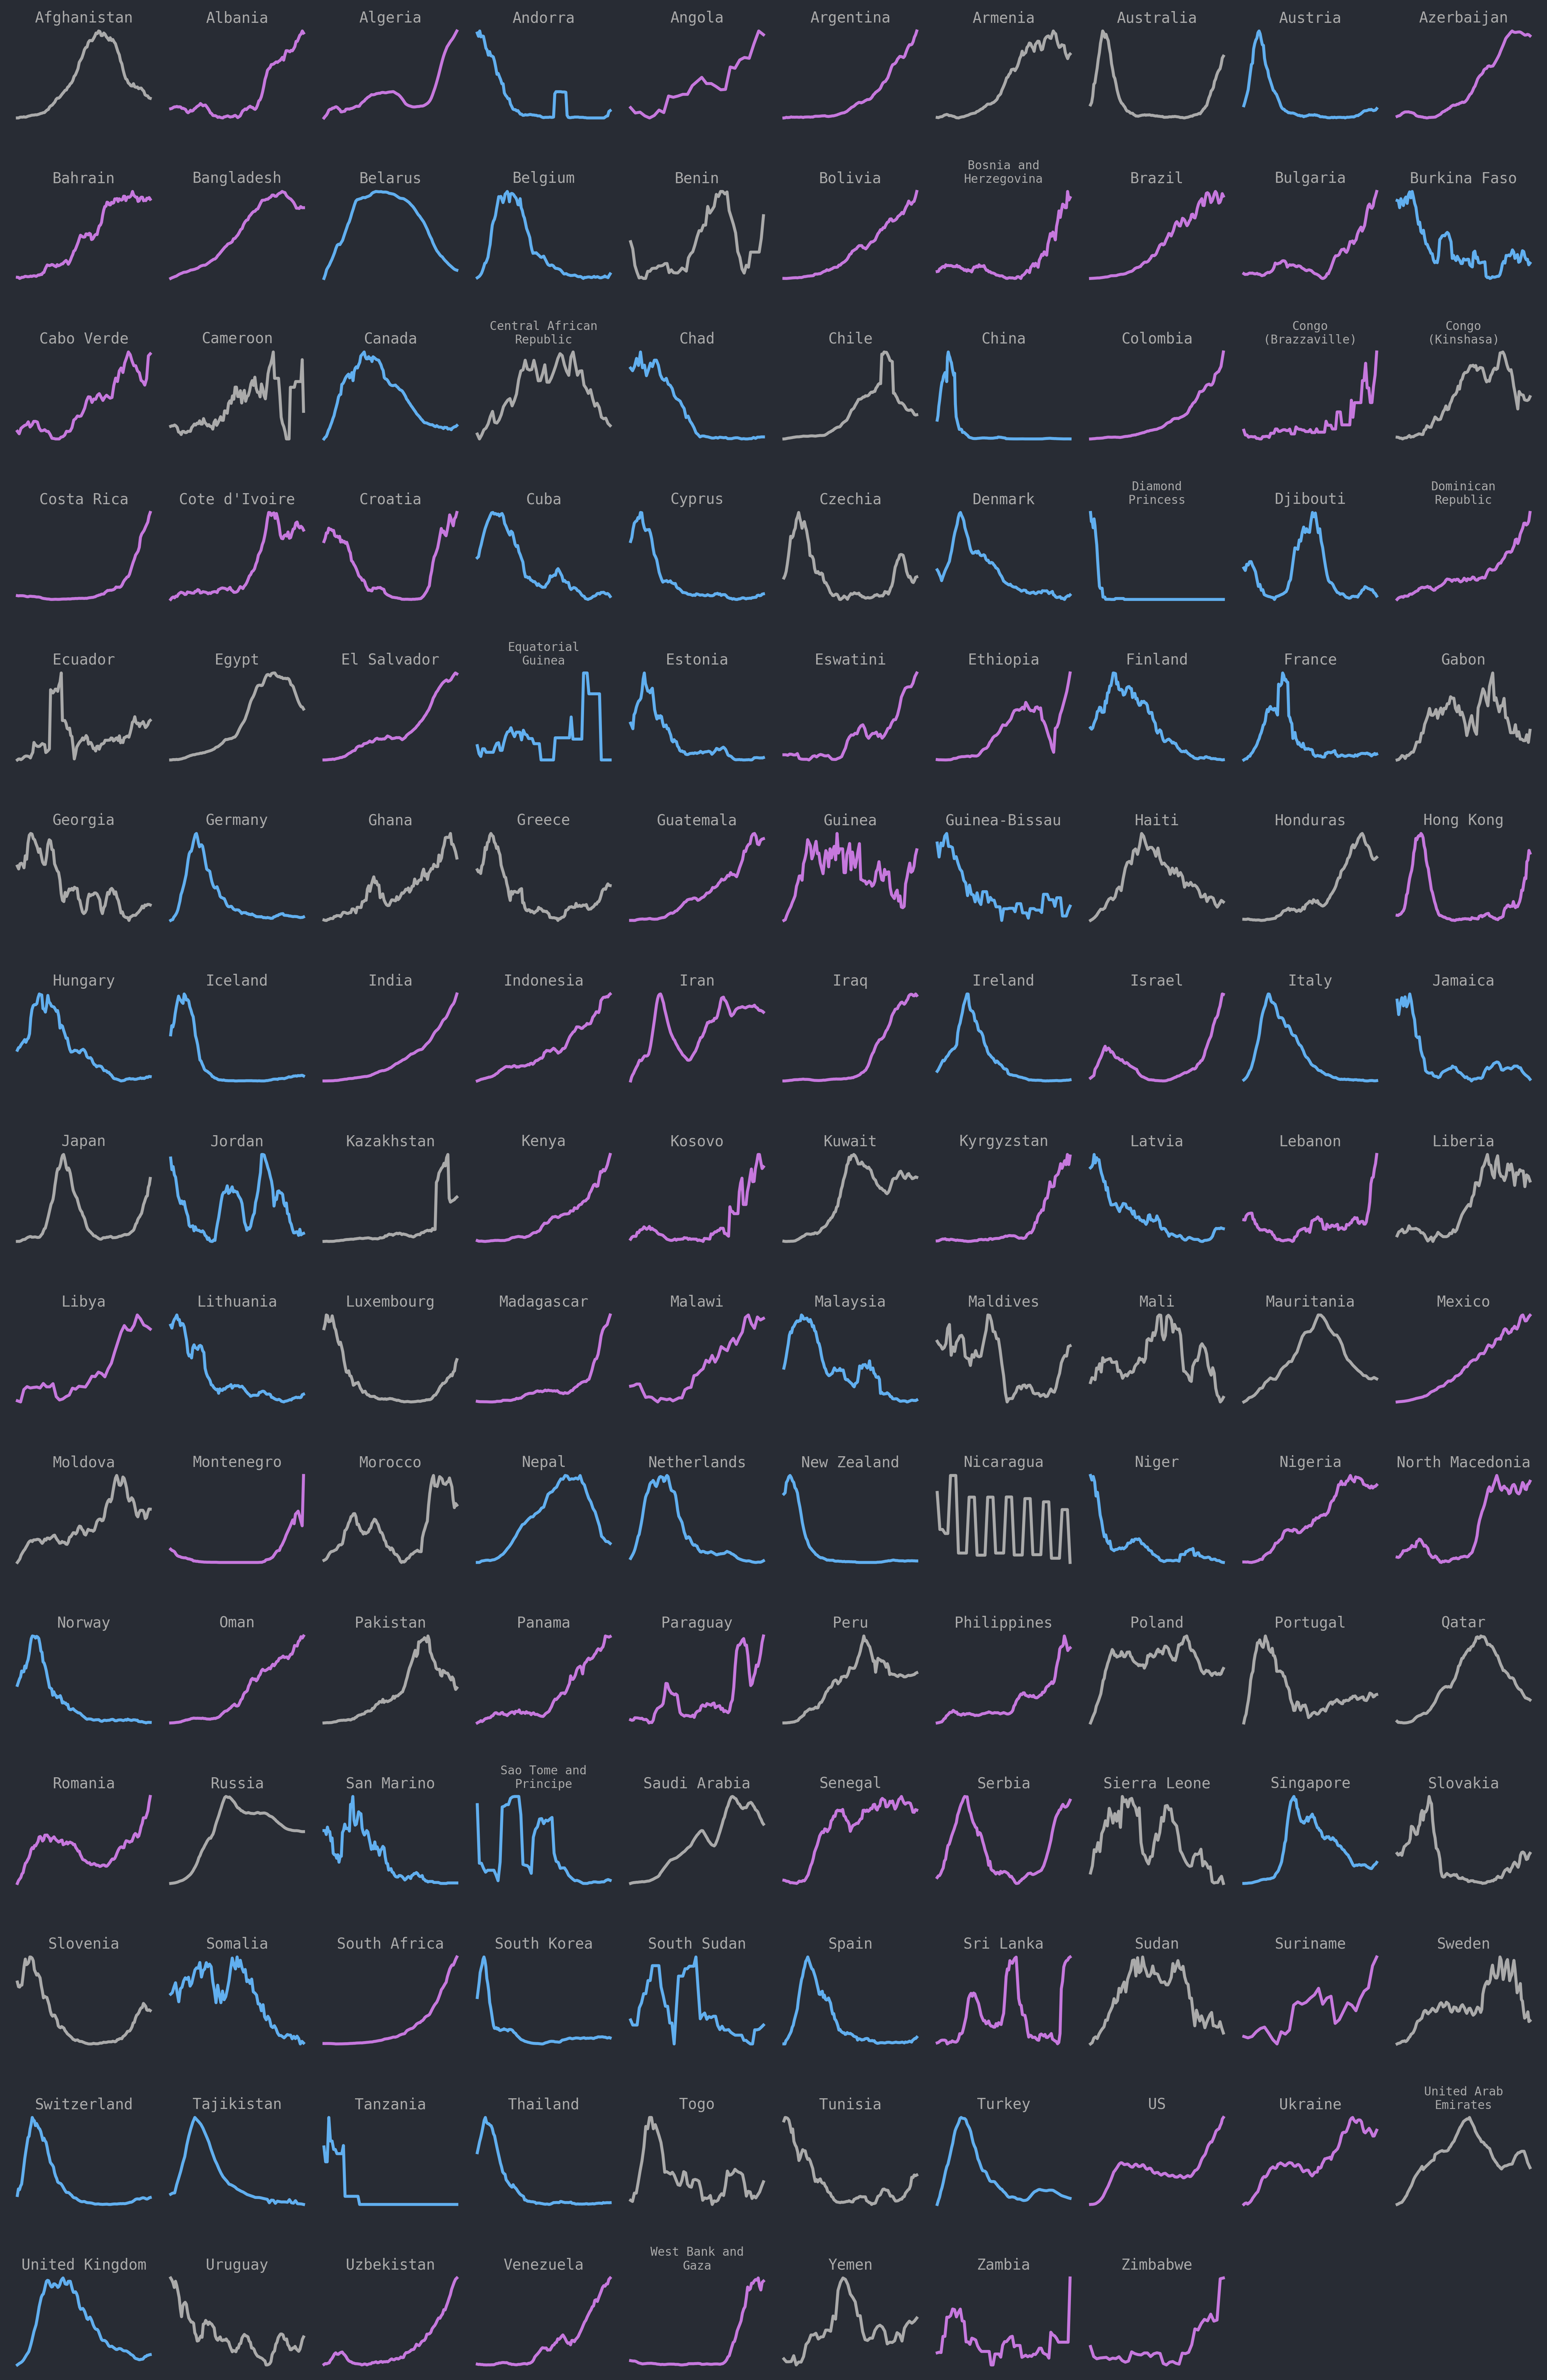 Afghanistan
Albania
Algeria
Andorra
Angola
Argentina
Armenia
Australia
Austria
Azerbaijan
Bahrain
Bangladesh
Belarus
Belgium
Benin
Bolivia
Bosnia and
Herzegovina
Brazil
Bulgaria
Burkina Faso
Cabo Verde
Cameroon
Canada
Central African
Republic
Chad
Chile
China
Colombia
Congo
(Brazzaville)
Congo
(Kinshasa)
Costa Rica
Cote d'Ivoire
Croatia
Cuba
Cyprus
Czechia
Denmark
Diamond
Princess
Djibouti
Dominican
Republic
Ecuador
Egypt
El Salvador
Equatorial
Guinea
Estonia
Eswatini
Ethiopia
Finland
France
Gabon
Georgia
Germany
Ghana
Greece
Guatemala
Guinea
Guinea-Bissau
Haiti
Honduras
Hong Kong
Hungary
Iceland
India
Indonesia
Iran
Iraq
Ireland
Israel
Italy
Jamaica
Japan
Jordan
Kazakhstan
Kenya
Kosovo
Kuwait
Kyrgyzstan
Latvia
Lebanon
Liberia
Libya
Lithuania
Luxembourg
Madagascar
Malawi
Malaysia
Maldives
Mali
Mauritania
Mexico
Moldova
Montenegro
Morocco
Nepal
Netherlands
New Zealand
Nicaragua
Niger
Nigeria
North Macedonia
Norway
Oman
Pakistan
Panama
Paraguay
Peru
Philippines
Poland
Portugal
Qatar
Romania
Russia
San Marino
Sao Tome and
Principe
Saudi Arabia
Senegal
Serbia
Sierra Leone
Singapore
Slovakia
Slovenia
Somalia
South Africa
South Korea
South Sudan
Spain
Sri Lanka
Sudan
Suriname
Sweden
Switzerland
Tajikistan
Tanzania
Thailand
Togo
Tunisia
Turkey
US
Ukraine
United Arab
Emirates
United Kingdom
Uruguay
Uzbekistan
Venezuela
West Bank and
Gaza
Yemen
Zambia
Zimbabwe